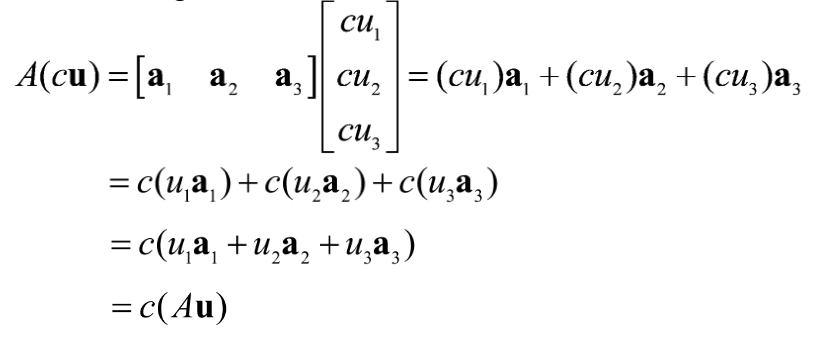 A(c𝐮) = [𝐚₁ 𝐚₂ 𝐚₃] [cu₁ cu₂ cu₃] = (cu₁)𝐚₁ + (cu₂)𝐚₂ + (cu₃)𝐚₃
= c(u₁𝐚₁) + c(u₂𝐚₂) + c(u₃𝐚₃)
= c(u₁𝐚₁ + u₂𝐚₂ + u₃𝐚₃)
= c(A𝐮)